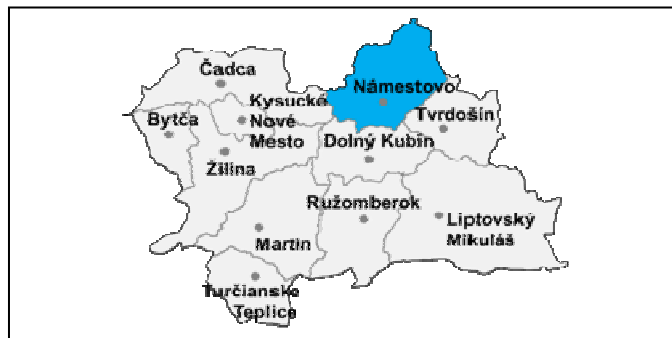 Čadca
Námestovo
Kysucké
Nové
Mesto
Bytča
Tvrdošín
Dolný Kubín
Žilina
Ružomberok
Liptovský
Mikuláš
Martin
Turčianske
Teplice